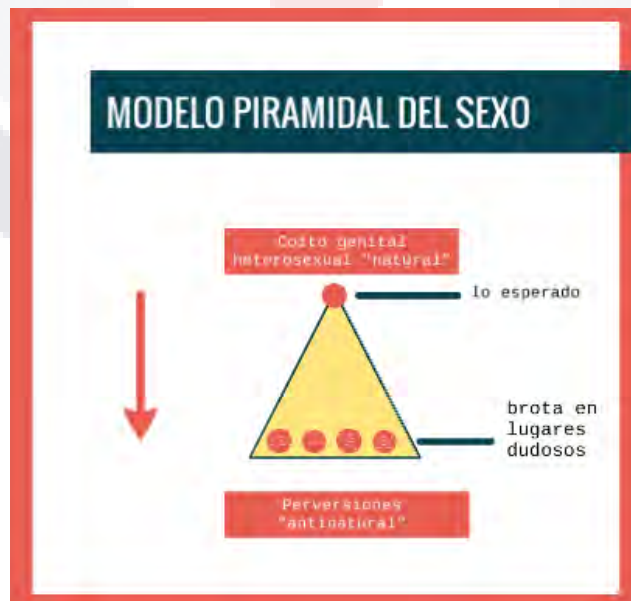 MODELO PIRAMIDAL DEL SEXO
Coito genital
heterosexual "natural"
lo esperado
brota en
lugares
dudosos
Perversiones
"antinatural"